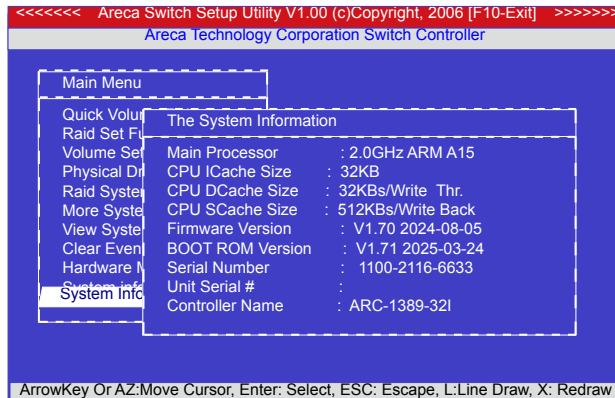 <<<<<<< Areca Switch Setup Utility V1.00 (c)Copyright, 2006 [F10-Exit] >>>>>>>
Areca Technology Corporation Switch Controller
Main Menu
Quick Volu
Raid Set Fu
Volume Set
Physical Dr
Raid Syste
More Syste
View Syste
Clear Even
Hardware M
System info
System Info
The System Information
Main Processor : 2.0GHz ARM A15
CPU ICache Size : 32KB
CPU DCache Size : 32KBs/Write Thr.
CPU SCache Size : 512KBs/Write Back
Firmware Version : V1.70 2024-08-05
BOOT ROM Version : V1.71 2025-03-24
Serial Number : 1100-2116-6633
Unit Serial # :
Controller Name : ARC-1389-32I
ArrowKey Or AZ:Move Cursor, Enter: Select, ESC: Escape, L:Line Draw, X: Redraw